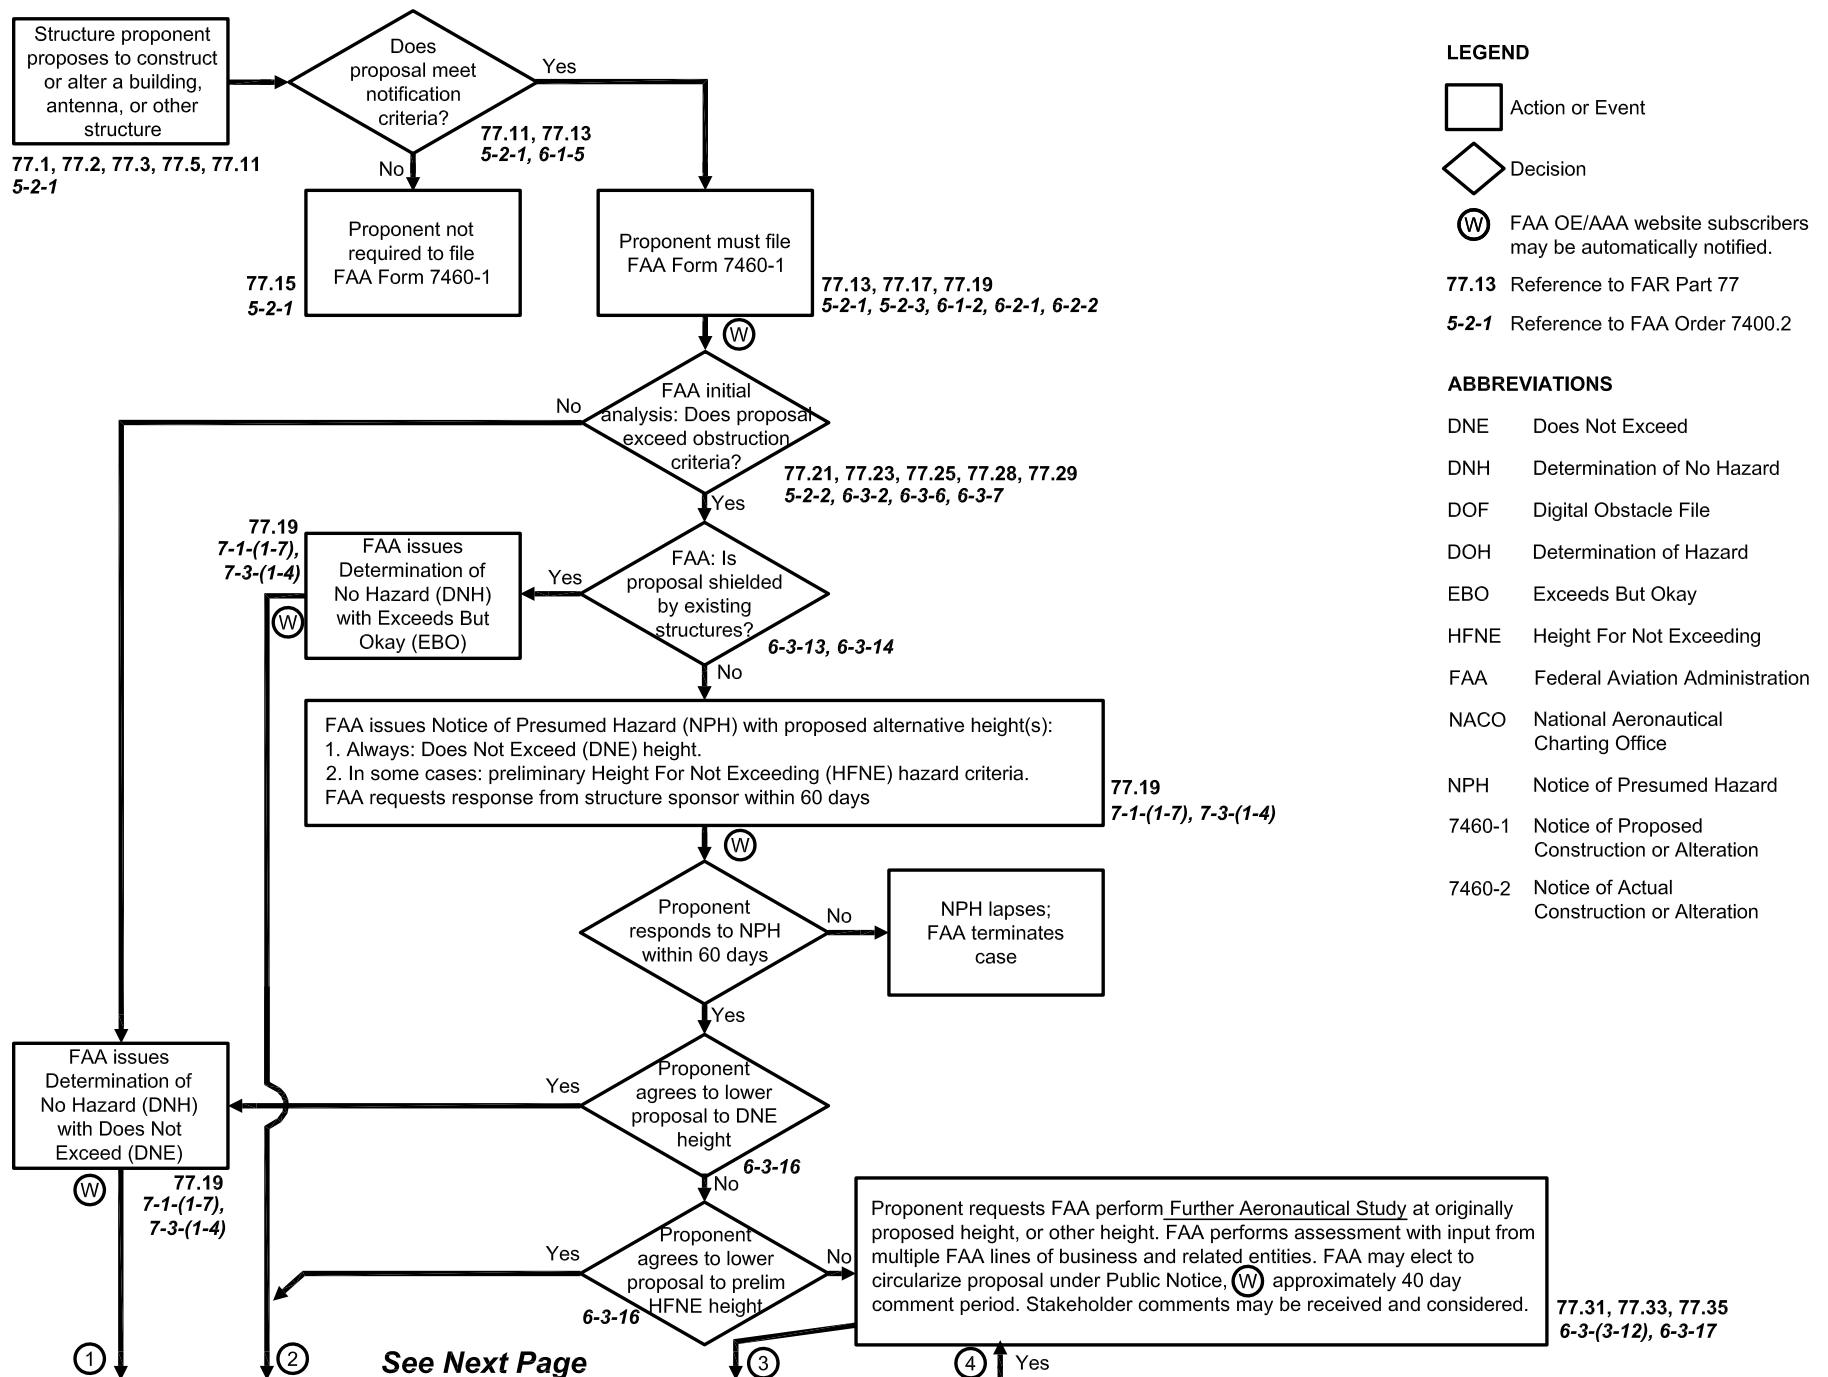 Structure proponent
proposes to construct
or alter a building,
antenna, or other
structure
77.1, 77.2, 77.3, 77.5, 77.11
5-2-1
Does
proposal meet
notification
criteria?
Yes
77.11, 77.13
5-2-1, 6-1-5
No
Proponent not
required to file
FAA Form 7460-1
77.15
5-2-1
Proponent must file
FAA Form 7460-1
77.13, 77.17, 77.19
5-2-1, 5-2-3, 6-1-2, 6-2-1, 6-2-2
W
FAA initial
analysis: Does proposal
exceed obstruction
criteria?
No
77.21, 77.23, 77.25, 77.28, 77.29
5-2-2, 6-3-2, 6-3-6, 6-3-7
Yes
77.19
7-1-(1-7),
7-3-(1-4)
W
FAA issues
Determination of
No Hazard (DNH)
with Exceeds But
Okay (EBO)
Yes
FAA: Is
proposal shielded
by existing
structures?
6-3-13, 6-3-14
No
FAA issues Notice of Presumed Hazard (NPH) with proposed alternative height(s):
1. Always: Does Not Exceed (DNE) height.
2. In some cases: preliminary Height For Not Exceeding (HFNE) hazard criteria.
FAA requests response from structure sponsor within 60 days
77.19
7-1-(1-7), 7-3-(1-4)
W
Proponent
responds to NPH
within 60 days
No
NPH lapses;
FAA terminates
case
Yes
FAA issues
Determination of
No Hazard (DNH)
with Does Not
Exceed (DNE)
W
77.19
7-1-(1-7),
7-3-(1-4)
Yes
Proponent
agrees to lower
proposal to DNE
height
6-3-16
No
Yes
Proponent
agrees to lower
proposal to prelim
HFNE height
6-3-16
No
Proponent requests FAA perform Further Aeronautical Study at originally
proposed height, or other height. FAA performs assessment with input from
multiple FAA lines of business and related entities. FAA may elect to
circularize proposal under Public Notice, W approximately 40 day
comment period. Stakeholder comments may be received and considered.
77.31, 77.33, 77.35
6-3-(3-12), 6-3-17
1
2
See Next Page
3
4
Yes
LEGEND
Action or Event
Decision
W FAA OE/AAA website subscribers
may be automatically notified.
77.13 Reference to FAR Part 77
5-2-1 Reference to FAA Order 7400.2
ABBREVIATIONS
DNE Does Not Exceed
DNH Determination of No Hazard
DOF Digital Obstacle File
DOH Determination of Hazard
EBO Exceeds But Okay
HFNE Height For Not Exceeding
FAA Federal Aviation Administration
NACO National Aeronautical
Charting Office
NPH Notice of Presumed Hazard
7460-1 Notice of Proposed
Construction or Alteration
7460-2 Notice of Actual
Construction or Alteration